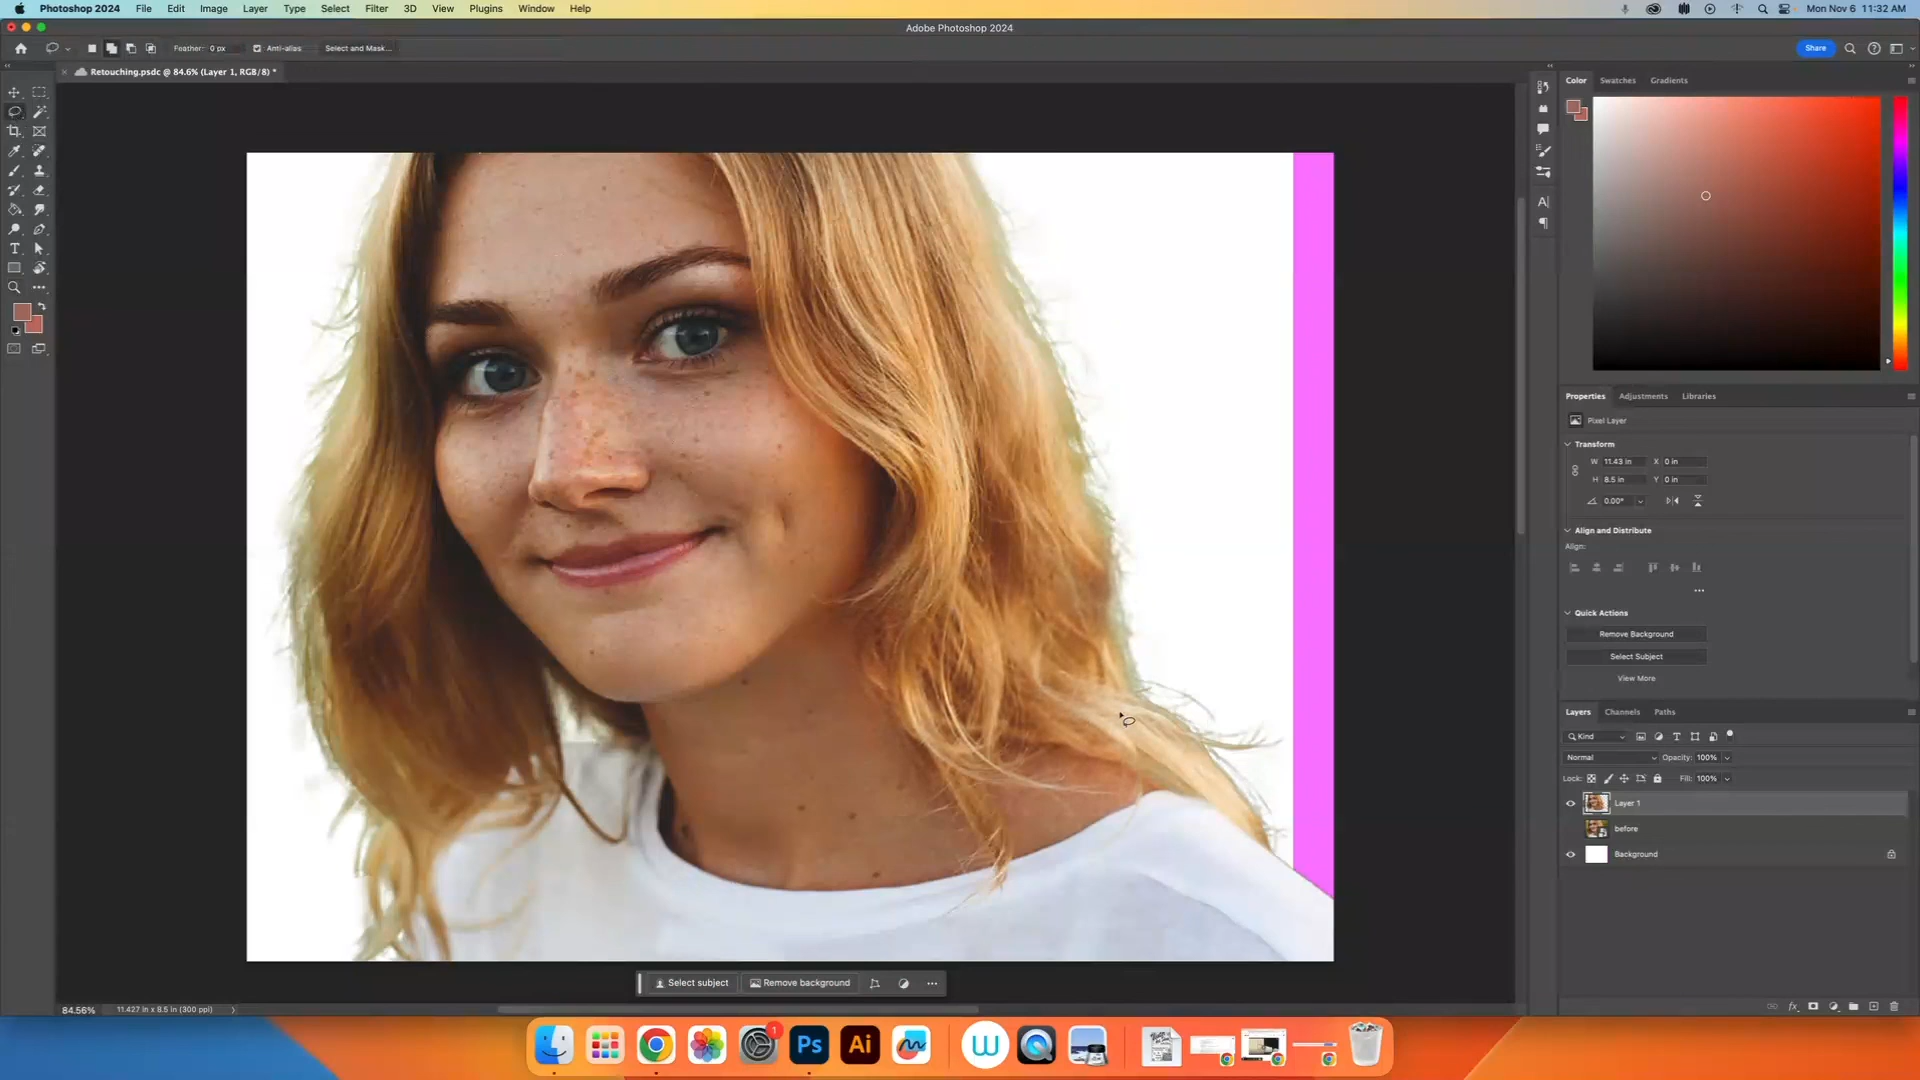 Photoshop 2024 File Edit Image Layer Type Select Filter 3D View Plugins Window Help Mon Nov 6 11:32 AM
Adobe Photoshop 2024
Feather: 0 px Anti-alias Select and Mask... Share
Retouching.psdc @ 84.6% (Layer 1, RGB/8) *
Color Swatches Gradients
Properties Adjustments Libraries
Pixel Layer
Transform
W 11.43 in X 0 in
H 8.5 in Y 0 in
0.00°
Align and Distribute
Align:
Quick Actions
Remove Background
Select Subject
View More
Layers Channels Paths
Kind
Normal Opacity: 100%
Lock: Fill: 100%
Layer 1
before
Background
Select subject Remove background
84.56% 11.427 in x 8.5 in (300 ppi)
1
Ps Ai